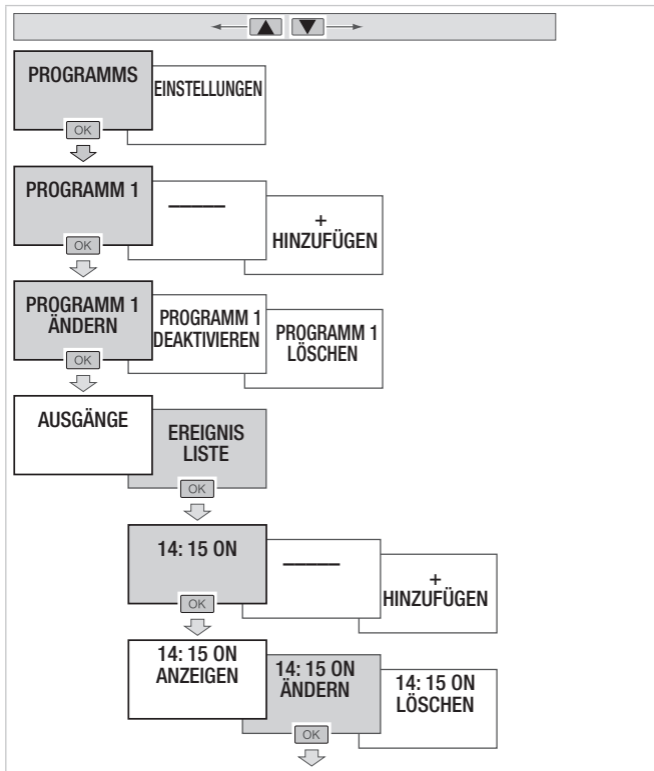 PROGRAMMS
EINSTELLUNGEN
OK
PROGRAMM 1
_____
+
HINZUFÜGEN
OK
PROGRAMM 1
ÄNDERN
PROGRAMM 1
DEAKTIVIEREN
PROGRAMM 1
LÖSCHEN
OK
AUSGÄNGE
EREIGNIS
LISTE
OK
14: 15 ON
_____
+
HINZUFÜGEN
OK
14: 15 ON
ANZEIGEN
14: 15 ON
ÄNDERN
14: 15 ON
LÖSCHEN
OK